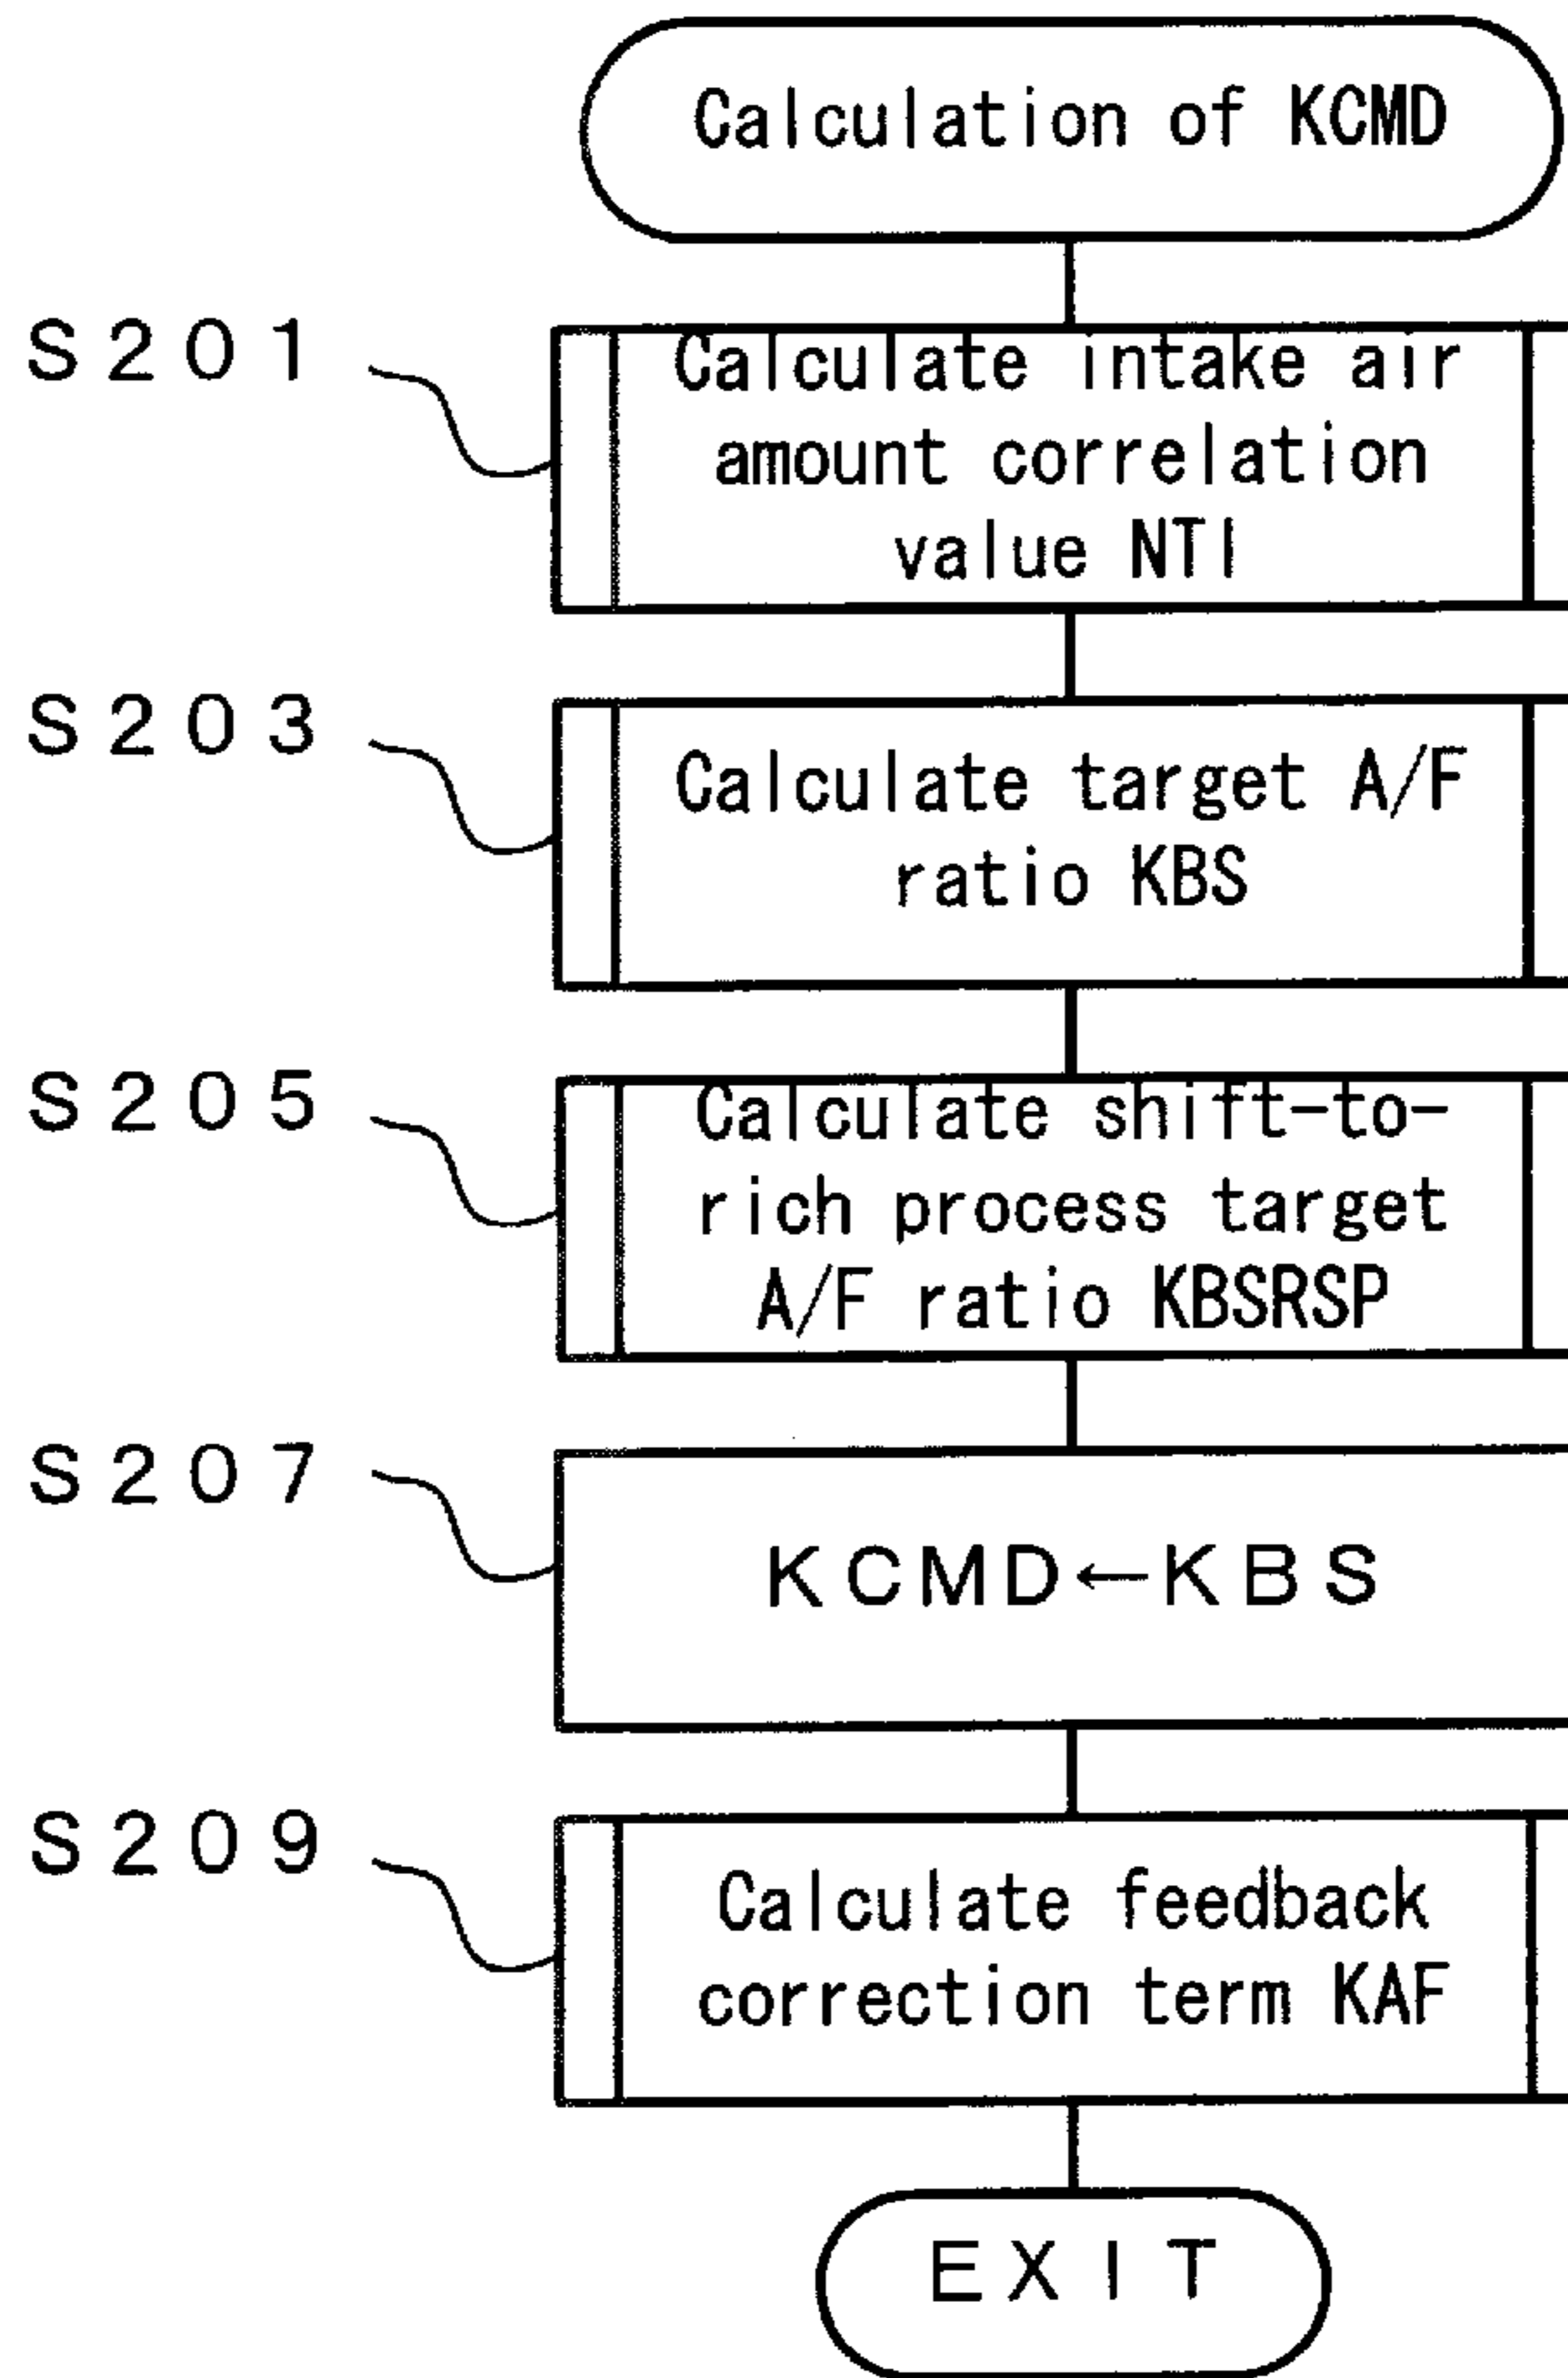 Calculation of KCMD
S201
Calculate intake air
amount correlation
value NTI
S203
Calculate target A/F
ratio KBS
S205
Calculate shift-to-
rich process target
A/F ratio KBSRSP
S207
KCMD←KBS
S209
Calculate feedback
correction term KAF
EXIT